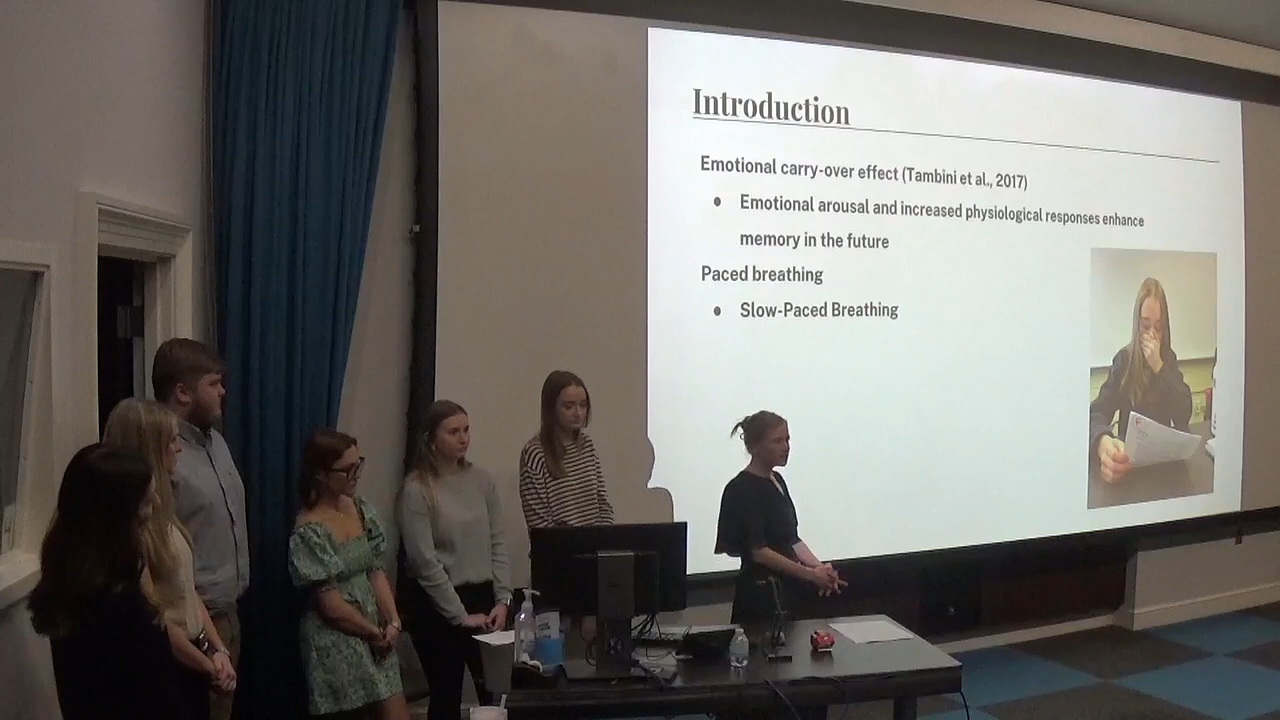 Introduction
Emotional carry-over effect (Tambini et al., 2017)
● Emotional arousal and increased physiological responses enhance
memory in the future
Paced breathing
● Slow-Paced Breathing